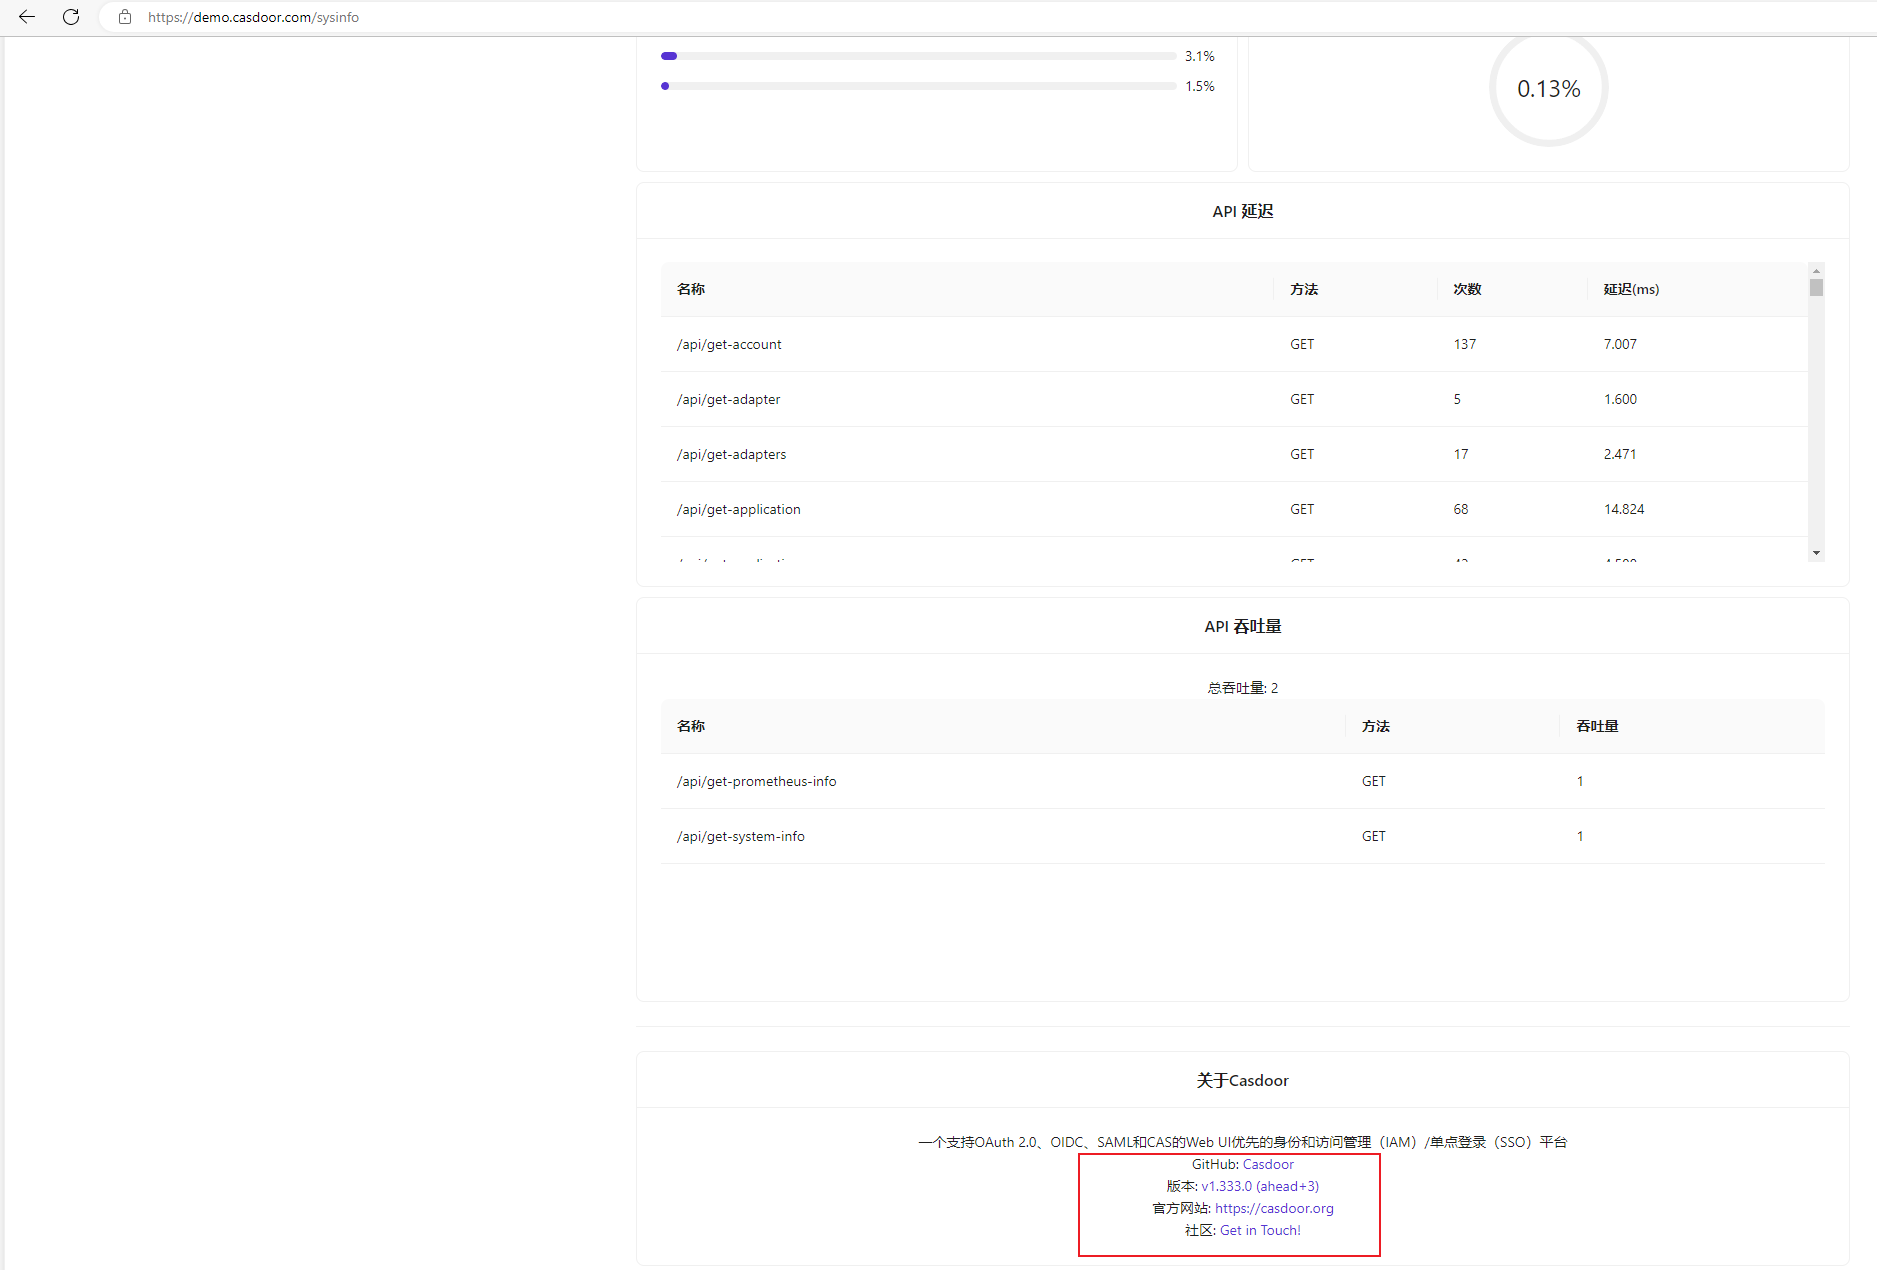 https://demo.casdoor.com/sysinfo
3.1%
1.5%
0.13%
API 延迟
名称 方法 次数 延迟(ms)
/api/get-account GET 137 7.007
/api/get-adapter GET 5 1.600
/api/get-adapters GET 17 2.471
/api/get-application GET 68 14.824
API 吞吐量
总吞吐量: 2
名称 方法 吞吐量
/api/get-prometheus-info GET 1
/api/get-system-info GET 1
关于Casdoor
一个支持OAuth 2.0、OIDC、SAML和CAS的Web UI优先的身份和访问管理（IAM）/单点登录（SSO）平台
GitHub: Casdoor
版本: v1.333.0 (ahead+3)
官方网站: https://casdoor.org
社区: Get in Touch!